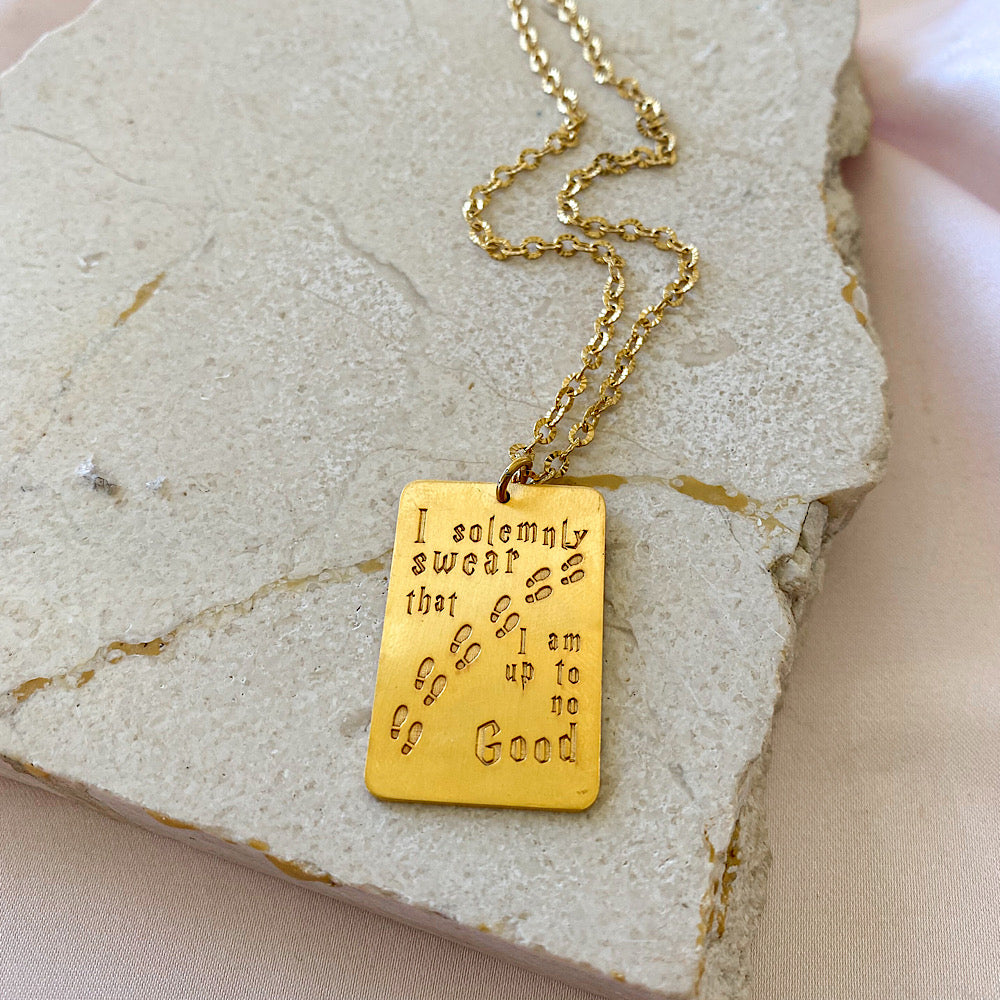 I solemnly
swear
that
I am
up to
no
Good